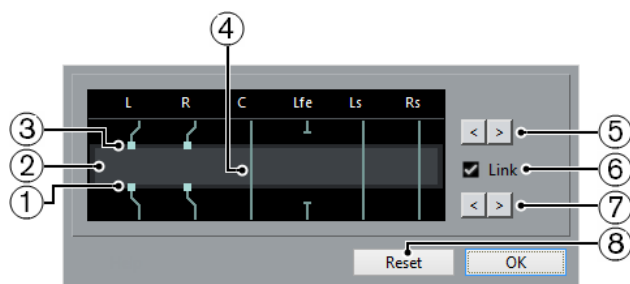 ④
L R C Lfe Ls Rs
③
< >
⑤
②
Link
⑥
①
< >
⑦
⑧
Reset
OK